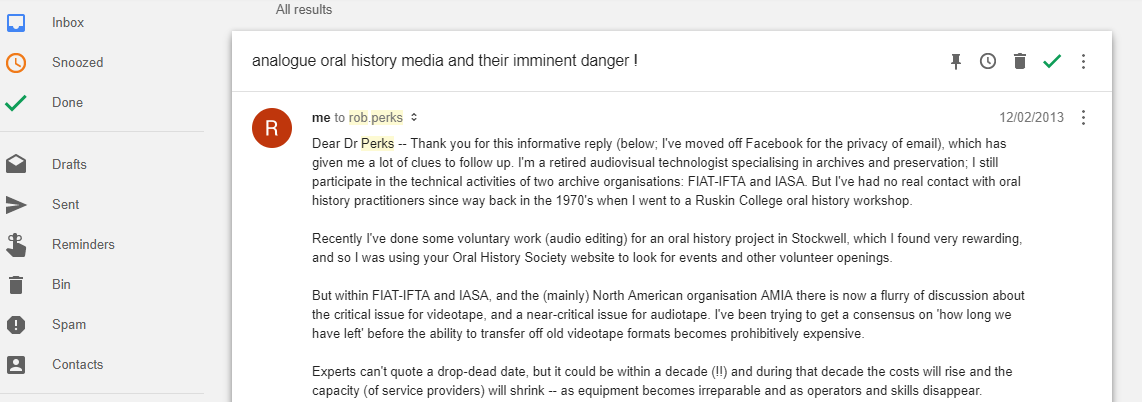 All results
Inbox
Snoozed
Done
Drafts
Sent
Reminders
Bin
Spam
Contacts
analogue oral history media and their imminent danger !
R
me to rob.perks
12/02/2013
Dear Dr Perks -- Thank you for this informative reply (below; I've moved off Facebook for the privacy of email), which has
given me a lot of clues to follow up. I'm a retired audiovisual technologist specialising in archives and preservation; I still
participate in the technical activities of two archive organisations: FIAT-IFTA and IASA. But I've had no real contact with oral
history practitioners since way back in the 1970's when I went to a Ruskin College oral history workshop.
Recently I've done some voluntary work (audio editing) for an oral history project in Stockwell, which I found very rewarding,
and so I was using your Oral History Society website to look for events and other volunteer openings.
But within FIAT-IFTA and IASA, and the (mainly) North American organisation AMIA there is now a flurry of discussion about
the critical issue for videotape, and a near-critical issue for audiotape. I've been trying to get a consensus on 'how long we
have left' before the ability to transfer off old videotape formats becomes prohibitively expensive.
Experts can't quote a drop-dead date, but it could be within a decade (!!) and during that decade the costs will rise and the
capacity (of service providers) will shrink -- as equipment becomes irreparable and as operators and skills disappear.